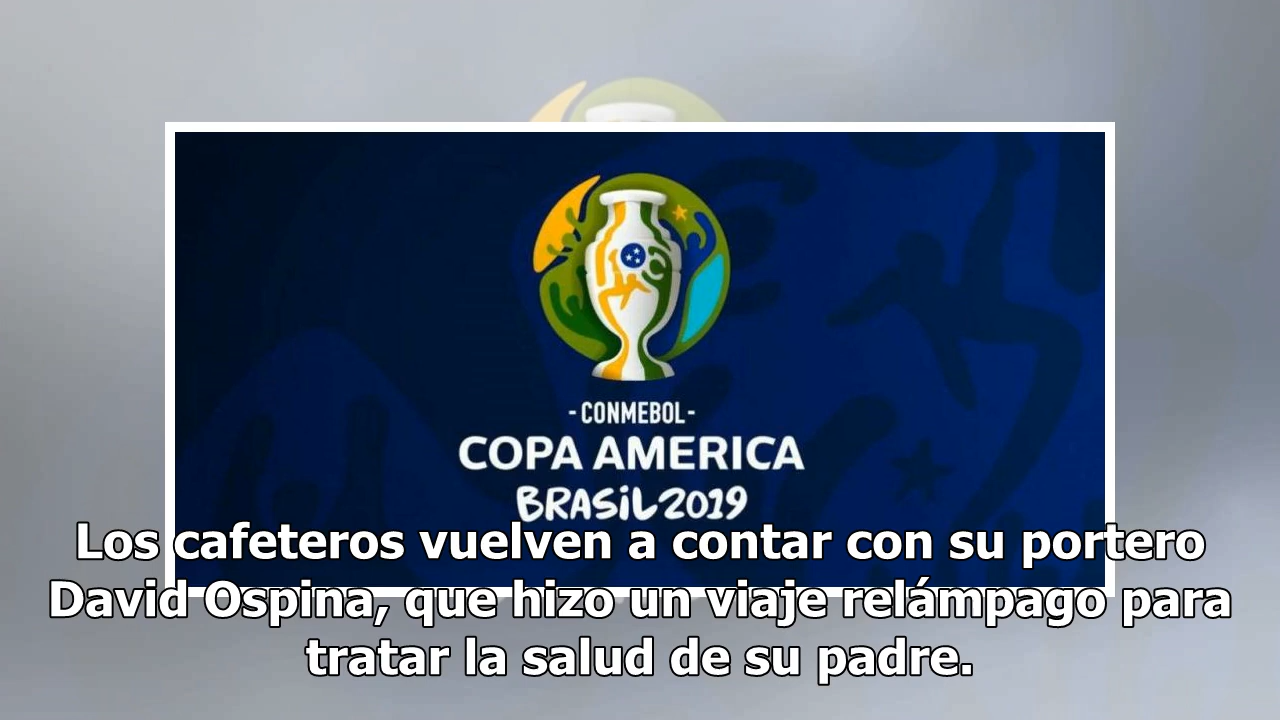 -CONMEBOL-
COPA AMERICA
BRASIL2019
Los cafeteros vuelven a contar con su portero
David Ospina, que hizo un viaje relámpago para
tratar la salud de su padre.